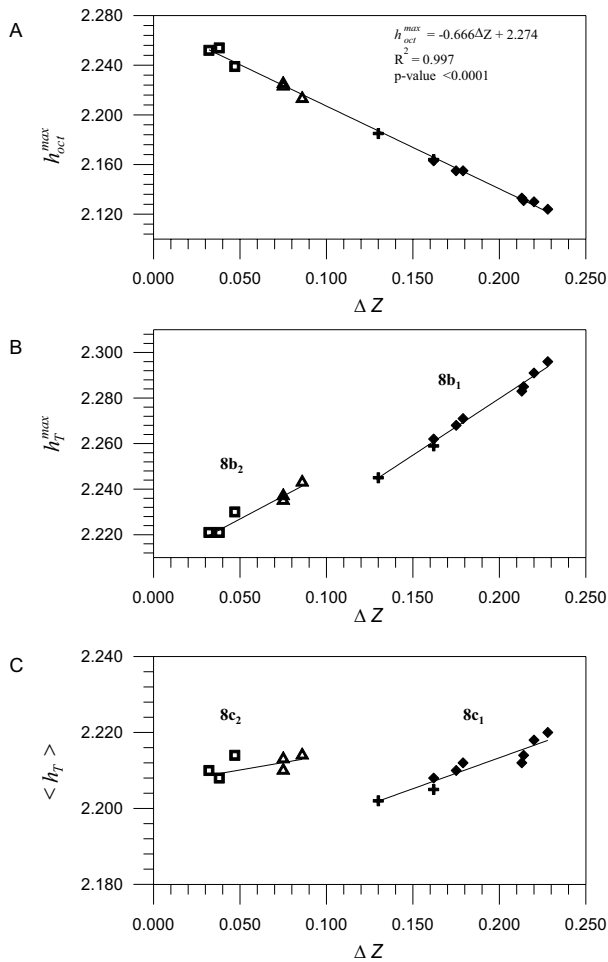 A
h_oct^max = -0.666ΔZ + 2.274
R^2 = 0.997
p-value <0.0001
2.280
2.240
2.200
2.160
2.120
h_oct^max
0.000 0.050 0.100 0.150 0.200 0.250
Δ Z
B
2.300
2.280
2.260
2.240
2.220
h_T^max
8b1
8b2
0.000 0.050 0.100 0.150 0.200 0.250
Δ Z
C
2.240
2.220
2.200
2.180
< h_T >
8c2 8c1
0.000 0.050 0.100 0.150 0.200 0.250
Δ Z